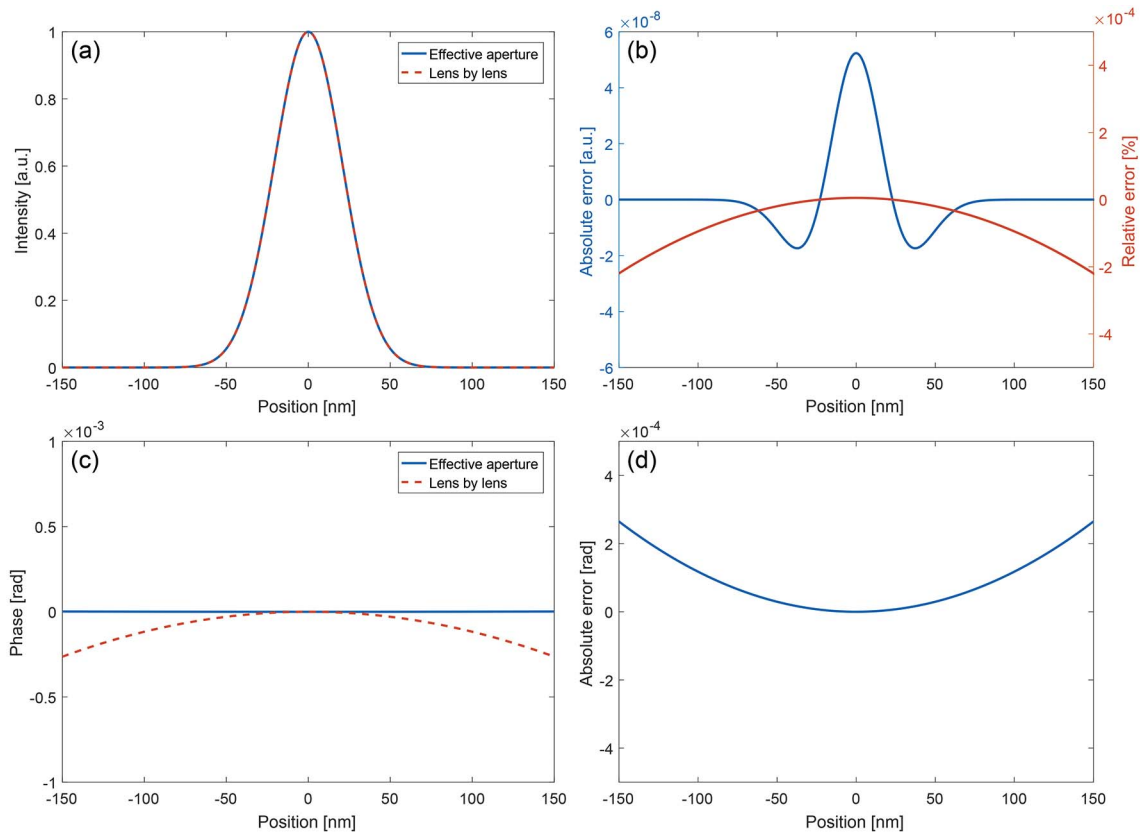 (a)
Effective aperture
Lens by lens
Intensity [a.u.]
1
0.8
0.6
0.4
0.2
0
-150 -100 -50 0 50 100 150
Position [nm]
×10⁻⁸
×10⁻⁴
(b)
Absolute error [a.u.]
6
4
2
0
-2
-4
-6
Relative error [%]
4
2
0
-2
-4
-150 -100 -50 0 50 100 150
Position [nm]
×10⁻³
(c)
Effective aperture
Lens by lens
Phase [rad]
1
0.5
0
-0.5
-1
-150 -100 -50 0 50 100 150
Position [nm]
×10⁻⁴
(d)
Absolute error [rad]
4
2
0
-2
-4
-150 -100 -50 0 50 100 150
Position [nm]